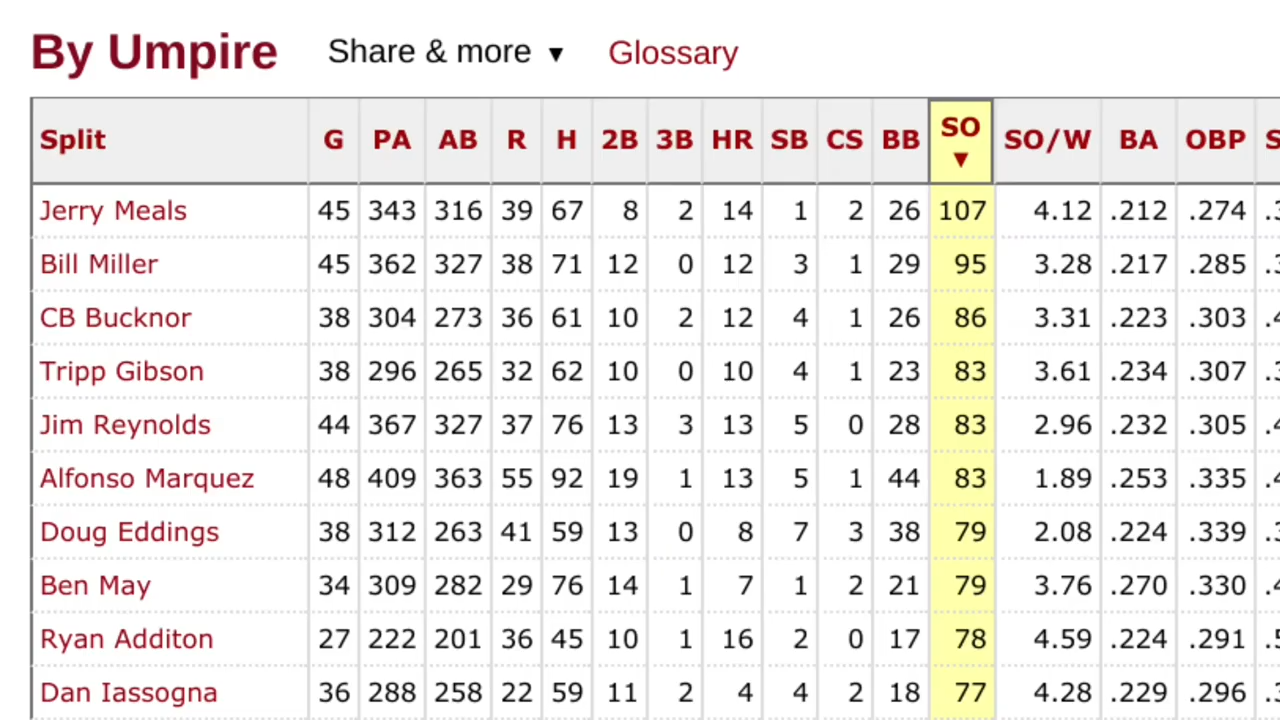 By Umpire Share & more ▼ Glossary
Split G PA AB R H 2B 3B HR SB CS BB SO ▼ SO/W BA OBP
Jerry Meals 45 343 316 39 67 8 2 14 1 2 26 107 4.12 .212 .274
Bill Miller 45 362 327 38 71 12 0 12 3 1 29 95 3.28 .217 .285
CB Bucknor 38 304 273 36 61 10 2 12 4 1 26 86 3.31 .223 .303
Tripp Gibson 38 296 265 32 62 10 0 10 4 1 23 83 3.61 .234 .307
Jim Reynolds 44 367 327 37 76 13 3 13 5 0 28 83 2.96 .232 .305
Alfonso Marquez 48 409 363 55 92 19 1 13 5 1 44 83 1.89 .253 .335
Doug Eddings 38 312 263 41 59 13 0 8 7 3 38 79 2.08 .224 .339
Ben May 34 309 282 29 76 14 1 7 1 2 21 79 3.76 .270 .330
Ryan Additon 27 222 201 36 45 10 1 16 2 0 17 78 4.59 .224 .291
Dan Iassogna 36 288 258 22 59 11 2 4 4 2 18 77 4.28 .229 .296